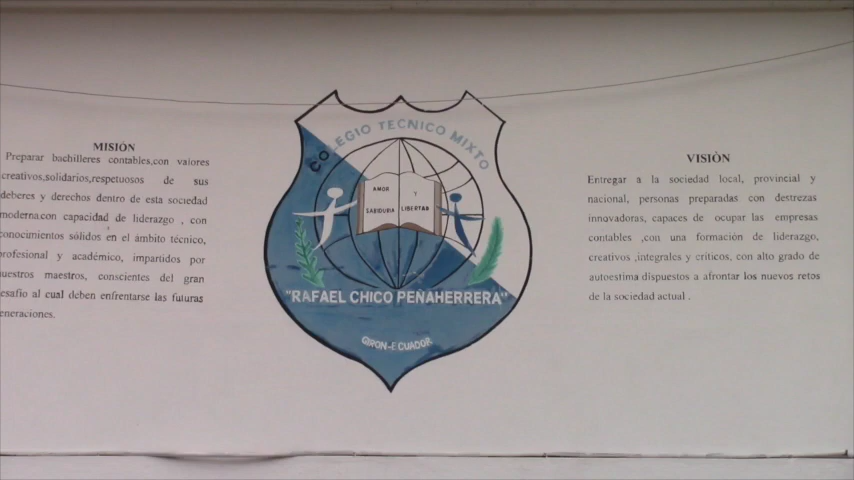 MISIÓN
Preparar bachilleres contables,con valores
creativos,solidarios,respetuosos de sus
deberes y derechos dentro de esta sociedad
moderna.con capacidad de liderazgo , con
conocimientos sólidos en el ámbito técnico,
profesional y académico, impartidos por
nuestros maestros, conscientes del gran
esafío al cual deben enfrentarse las futuras
eneraciones.
COLEGIO TECNICO MIXTO
AMOR Y
SABIDURIA LIBERTAD
"RAFAEL CHICO PEÑAHERRERA"
GIRON-ECUADOR
VISIÒN
Entregar a la sociedad local, provincial y
nacional, personas preparadas con destrezas
innovadoras, capaces de ocupar las empresas
contables ,con una formación de liderazgo,
creativos ,integrales y críticos, con alto grado de
autoestima dispuestos a afrontar los nuevos retos
de la sociedad actual .